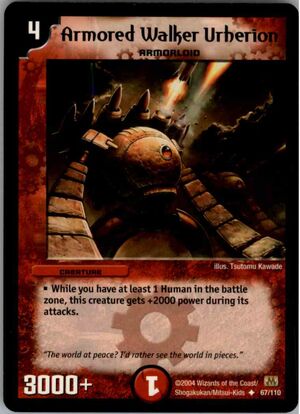 4 Armored Walker Urherion
ARMORLOID
illus. Tsutomu Kawade
CREATURE
▪ While you have at least 1 Human in the battle
zone, this creature gets +2000 power during its
attacks.
"The world at peace? I'd rather see the world in pieces."
3000+
1
©2004 Wizards of the Coast/
Shogakukan/Mitsui-Kids ♦ 67/110